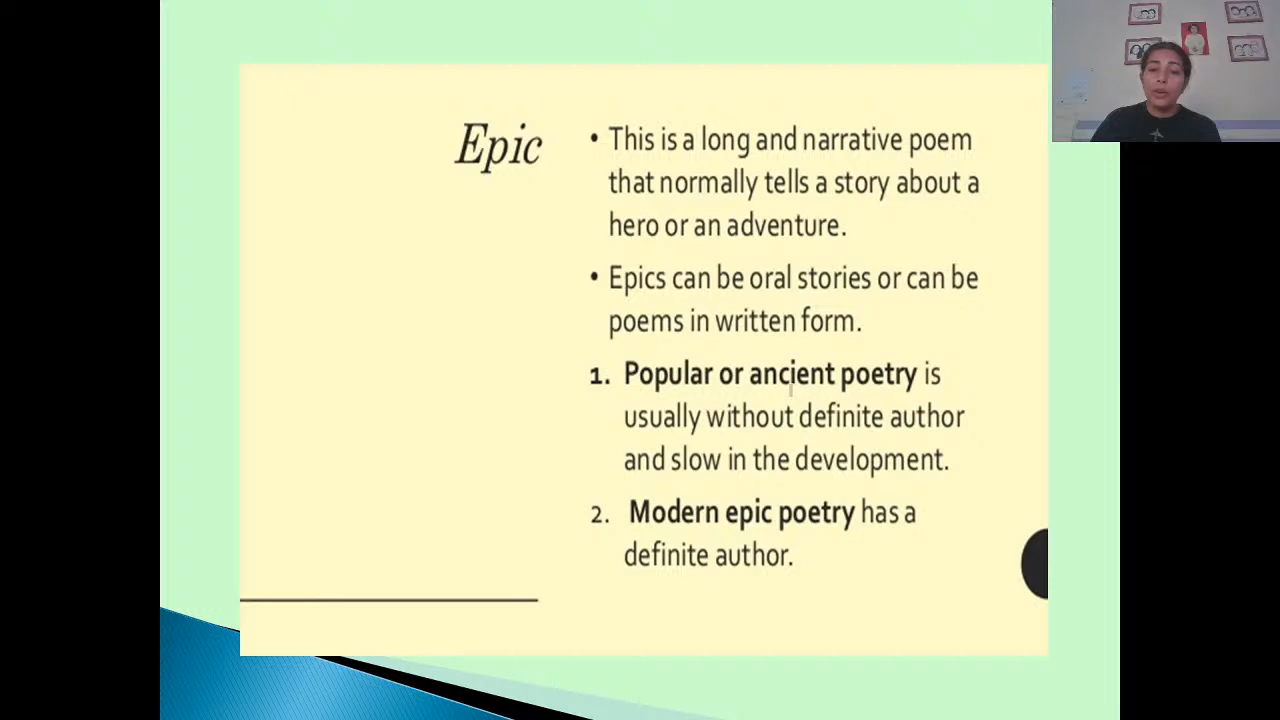 Epic
• This is a long and narrative poem
that normally tells a story about a
hero or an adventure.
• Epics can be oral stories or can be
poems in written form.
1. Popular or ancient poetry is
usually without definite author
and slow in the development.
2. Modern epic poetry has a
definite author.